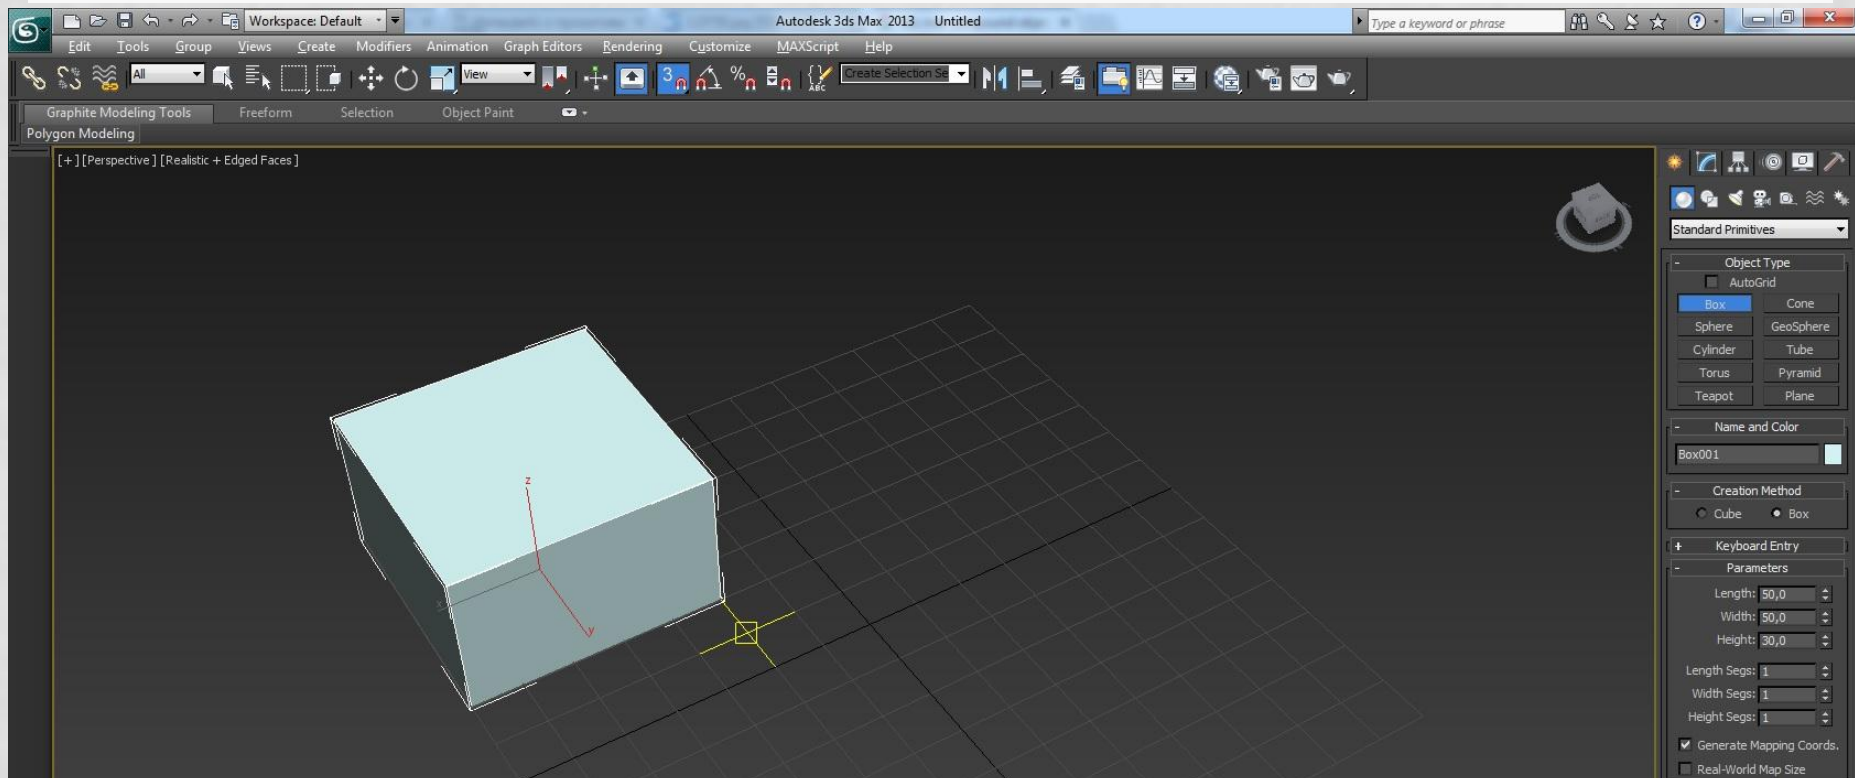 Workspace: Default
Autodesk 3ds Max 2013 Untitled
Type a keyword or phrase
Edit Tools Group Views Create Modifiers Animation Graph Editors Rendering Customize MAXScript Help
All View 3 % ABC Create Selection Se
Graphite Modeling Tools Freeform Selection Object Paint
Polygon Modeling
[+][Perspective][Realistic + Edged Faces]
z
x
y
Standard Primitives
- Object Type
AutoGrid
Box Cone
Sphere GeoSphere
Cylinder Tube
Torus Pyramid
Teapot Plane
- Name and Color
Box001
- Creation Method
Cube Box
+ Keyboard Entry
- Parameters
Length: 50,0
Width: 50,0
Height: 30,0
Length Segs: 1
Width Segs: 1
Height Segs: 1
Generate Mapping Coords.
Real-World Map Size